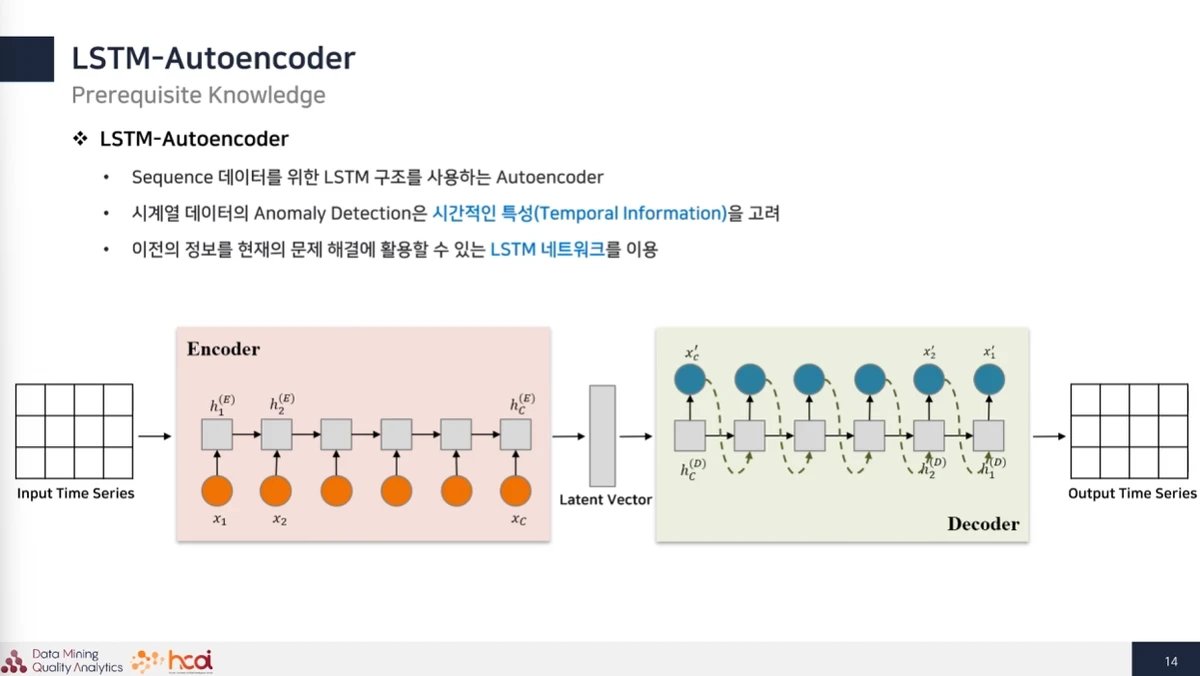 LSTM-Autoencoder
Prerequisite Knowledge
❖ LSTM-Autoencoder
• Sequence 데이터를 위한 LSTM 구조를 사용하는 Autoencoder
• 시계열 데이터의 Anomaly Detection은 시간적인 특성(Temporal Information)을 고려
• 이전의 정보를 현재의 문제 해결에 활용할 수 있는 LSTM 네트워크를 이용
Input Time Series
Encoder
h₁⁽ᴱ⁾ h₂⁽ᴱ⁾ h_C⁽ᴱ⁾
x₁ x₂ x_C
Latent Vector
x′_C x′₂ x′₁
h_C⁽ᴰ⁾ h₂⁽ᴰ⁾ h₁⁽ᴰ⁾
Decoder
Output Time Series
Data Mining
Quality Analytics
hcai
14